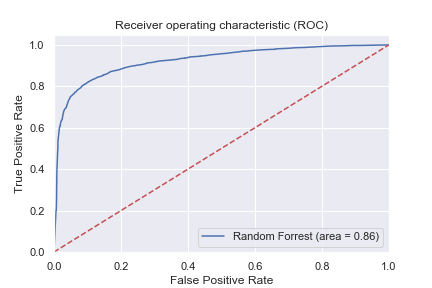 Receiver operating characteristic (ROC)
True Positive Rate
1.0
0.8
0.6
0.4
0.2
0.0
Random Forrest (area = 0.86)
0.0 0.2 0.4 0.6 0.8 1.0
False Positive Rate